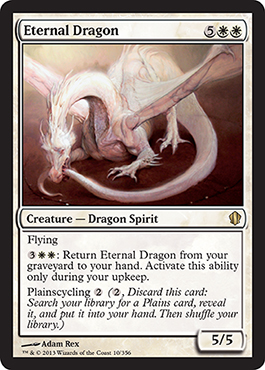 Eternal Dragon 5
Creature — Dragon Spirit
Flying
3: Return Eternal Dragon from your
graveyard to your hand. Activate this ability
only during your upkeep.
Plainscycling 2 (2, Discard this card:
Search your library for a Plains card, reveal
it, and put it into your hand. Then shuffle your
library.)
5/5
Adam Rex
™ & © 2013 Wizards of the Coast 10/356